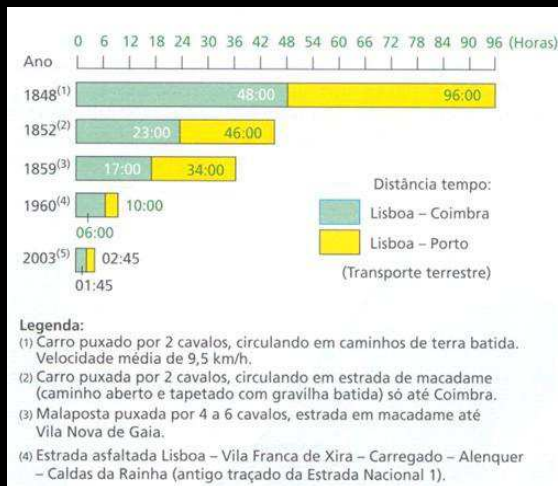 0 6 12 18 24 30 36 42 48 54 60 66 72 78 84 90 96 (Horas)
Ano
1848(1) 48:00 96:00
1852(2) 23:00 46:00
1859(3) 17:00 34:00
1960(4) 10:00
06:00
2003(5) 02:45
01:45
Distância tempo:
Lisboa – Coimbra
Lisboa – Porto
(Transporte terrestre)
Legenda:
(1) Carro puxado por 2 cavalos, circulando em caminhos de terra batida.
Velocidade média de 9,5 km/h.
(2) Carro puxada por 2 cavalos, circulando em estrada de macadame
(caminho aberto e tapetado com gravilha batida) só até Coimbra.
(3) Malaposta puxada por 4 a 6 cavalos, estrada em macadame até
Vila Nova de Gaia.
(4) Estrada asfaltada Lisboa – Vila Franca de Xira – Carregado – Alenquer
– Caldas da Rainha (antigo traçado da Estrada Nacional 1).